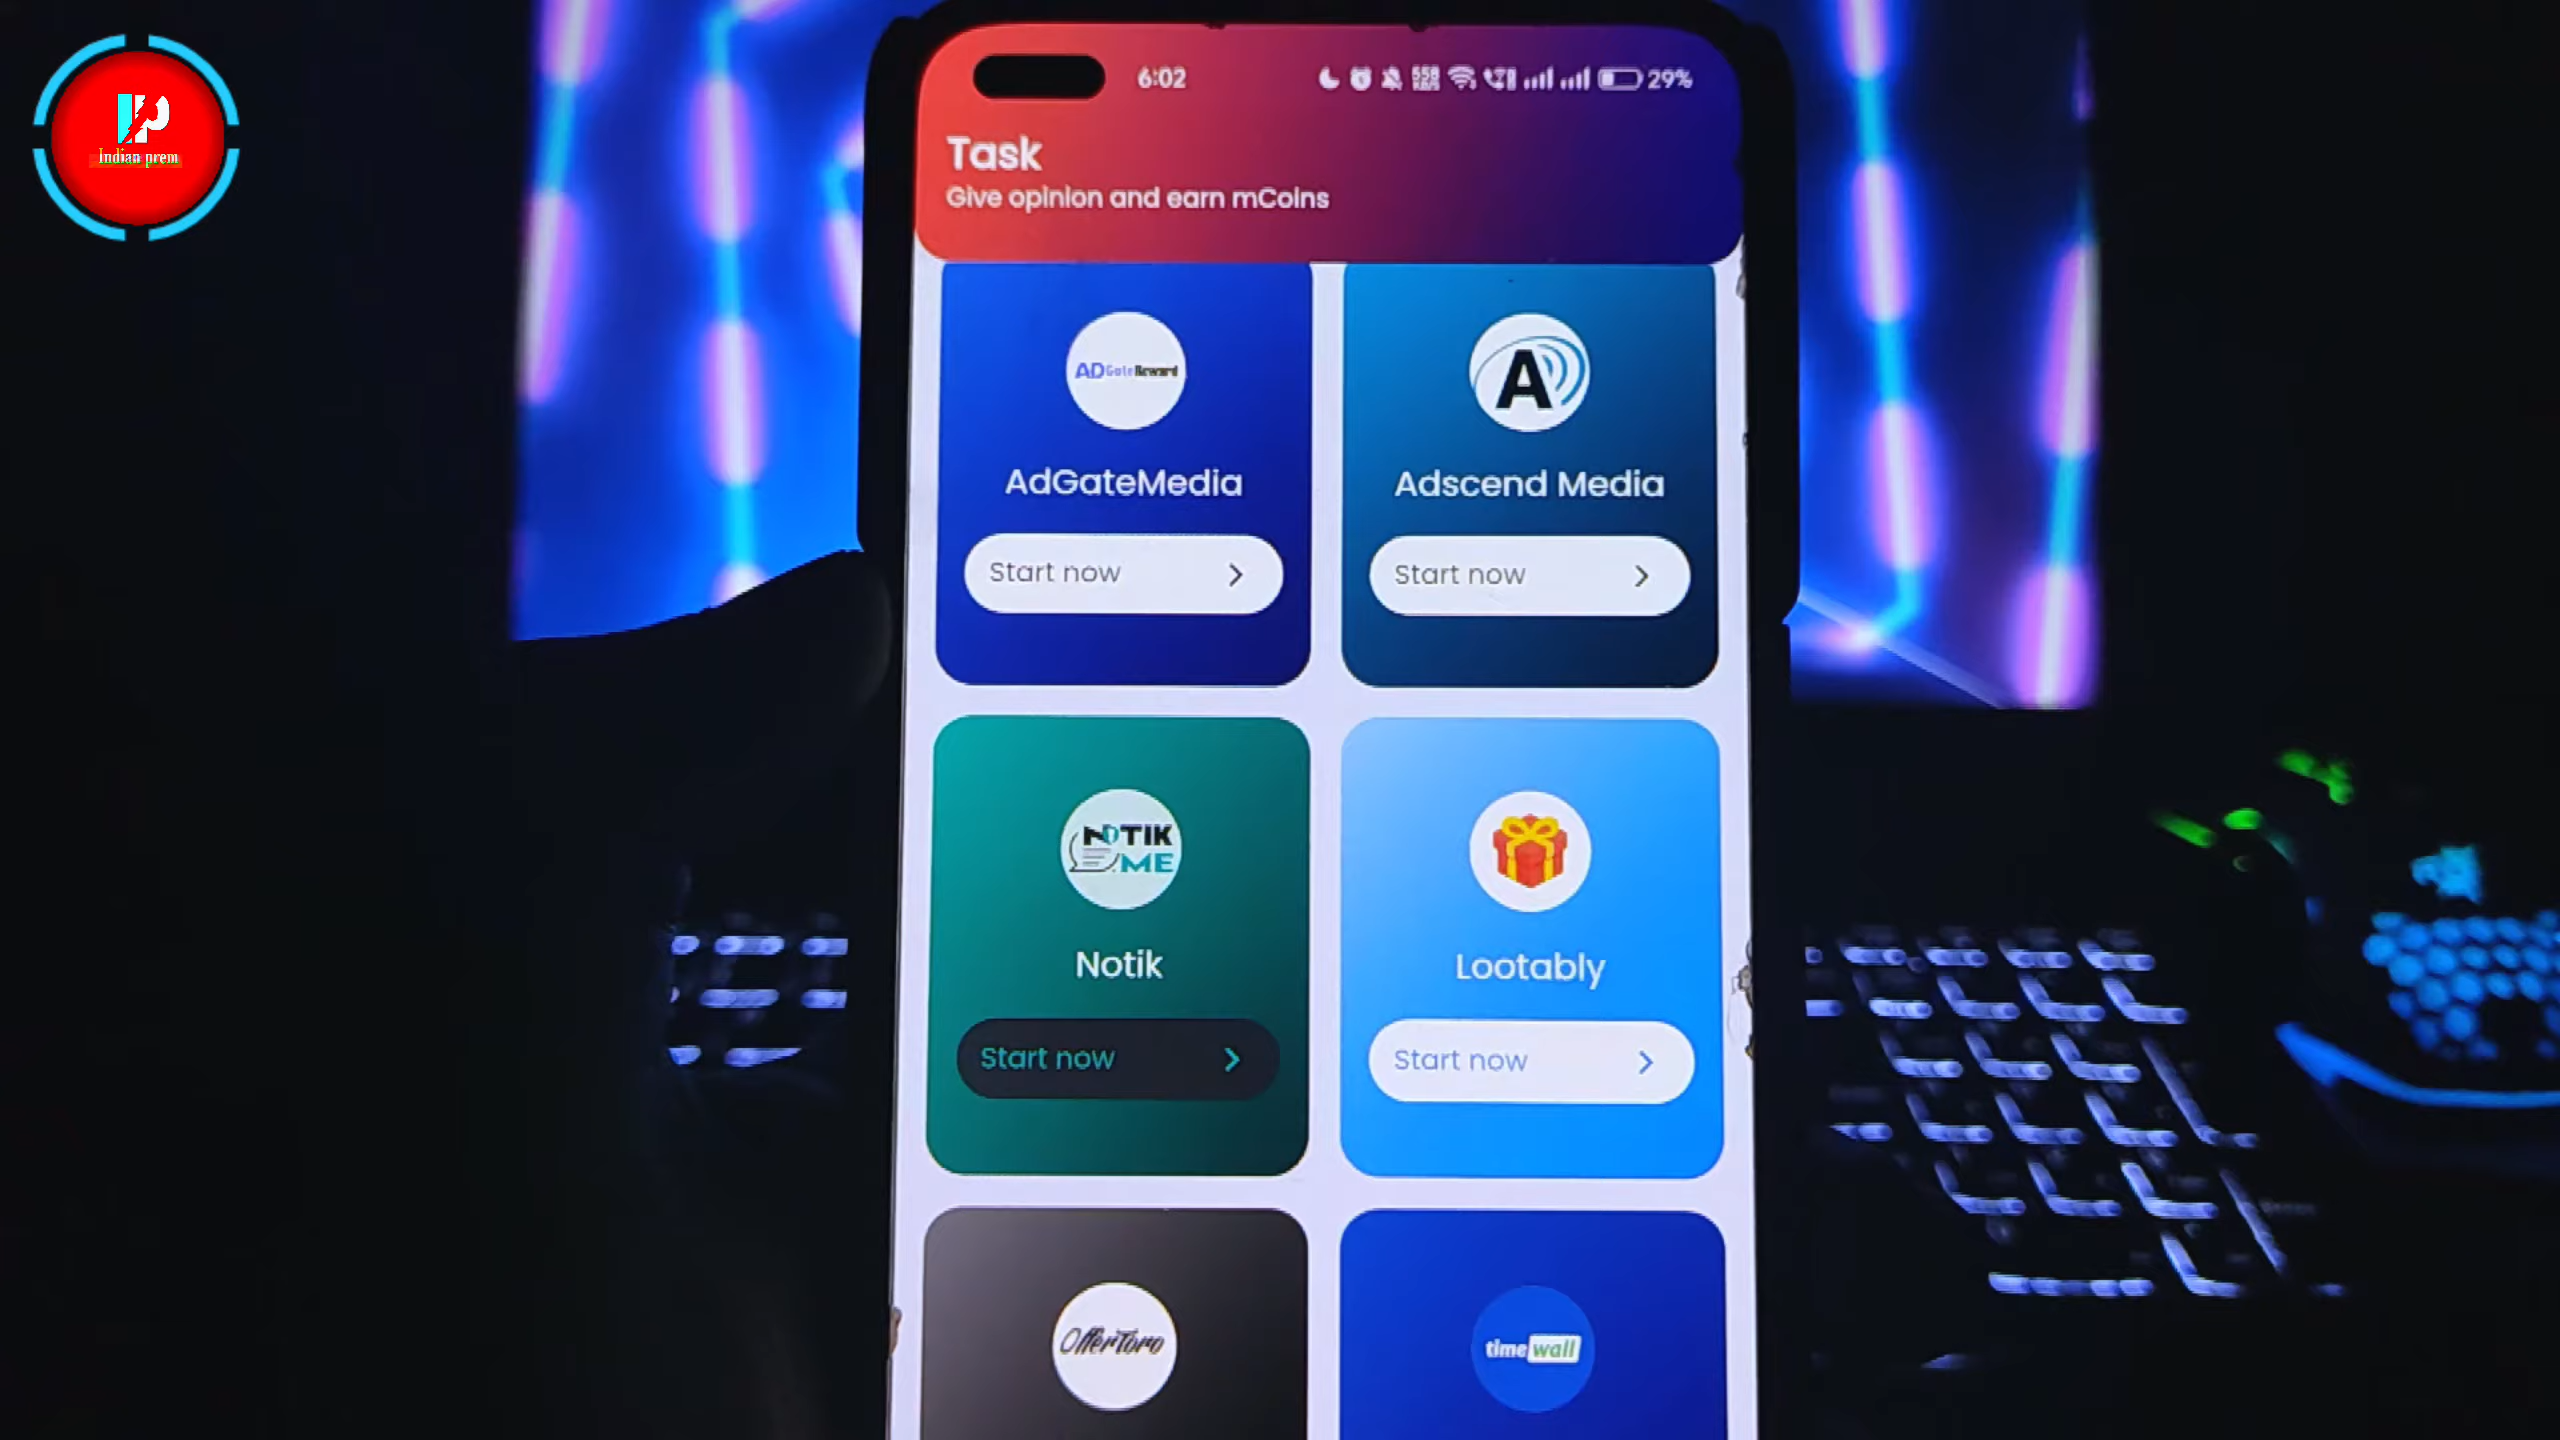 Indian prem
6:02
29%
Task
Give opinion and earn mCoins
ADGateReward
A
AdGateMedia
Adscend Media
Start now
Start now
NOTIK
ME
Notik
Lootably
Start now
Start now
OfferToro
timewall